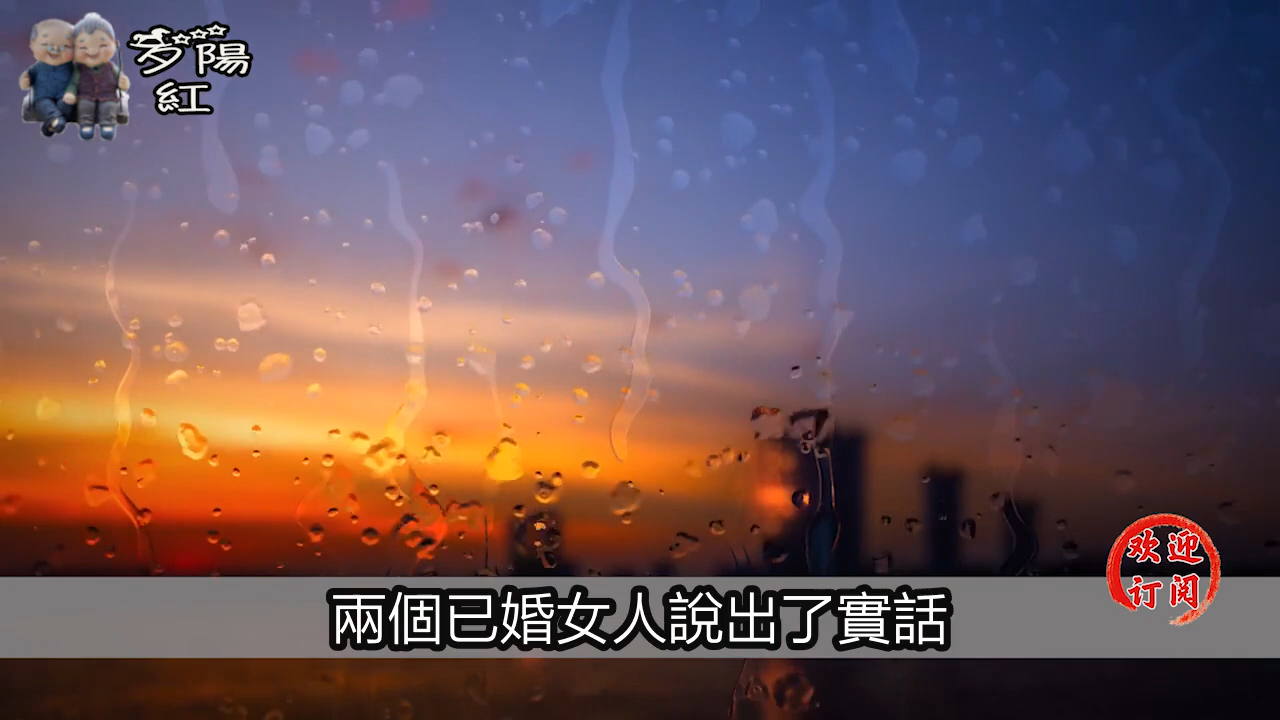 夕陽
紅
欢迎
订阅
兩個已婚女人說出了實話